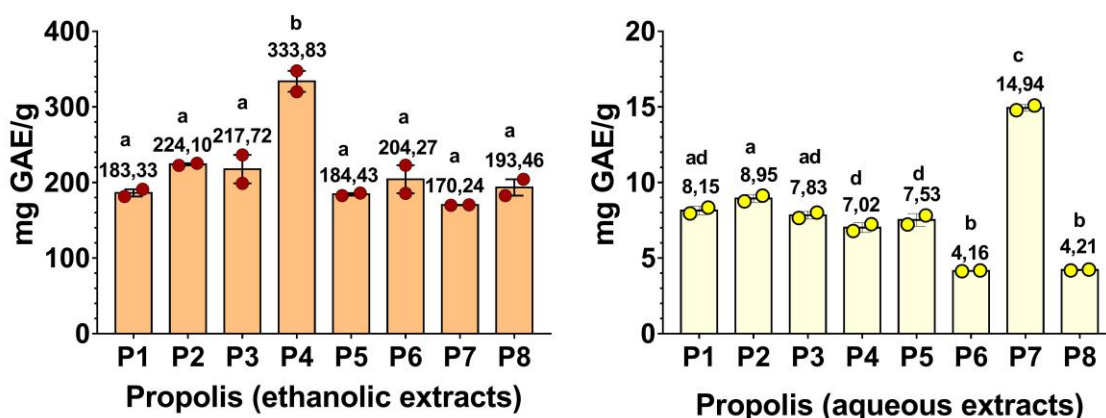 mg GAE/g
400
300
200
100
0
a
183,33
a
224,10
a
217,72
b
333,83
a
184,43
a
204,27
a
170,24
a
193,46
P1 P2 P3 P4 P5 P6 P7 P8
Propolis (ethanolic extracts)
mg GAE/g
20
15
10
5
0
ad
8,15
a
8,95
ad
7,83
d
7,02
d
7,53
b
4,16
c
14,94
b
4,21
P1 P2 P3 P4 P5 P6 P7 P8
Propolis (aqueous extracts)